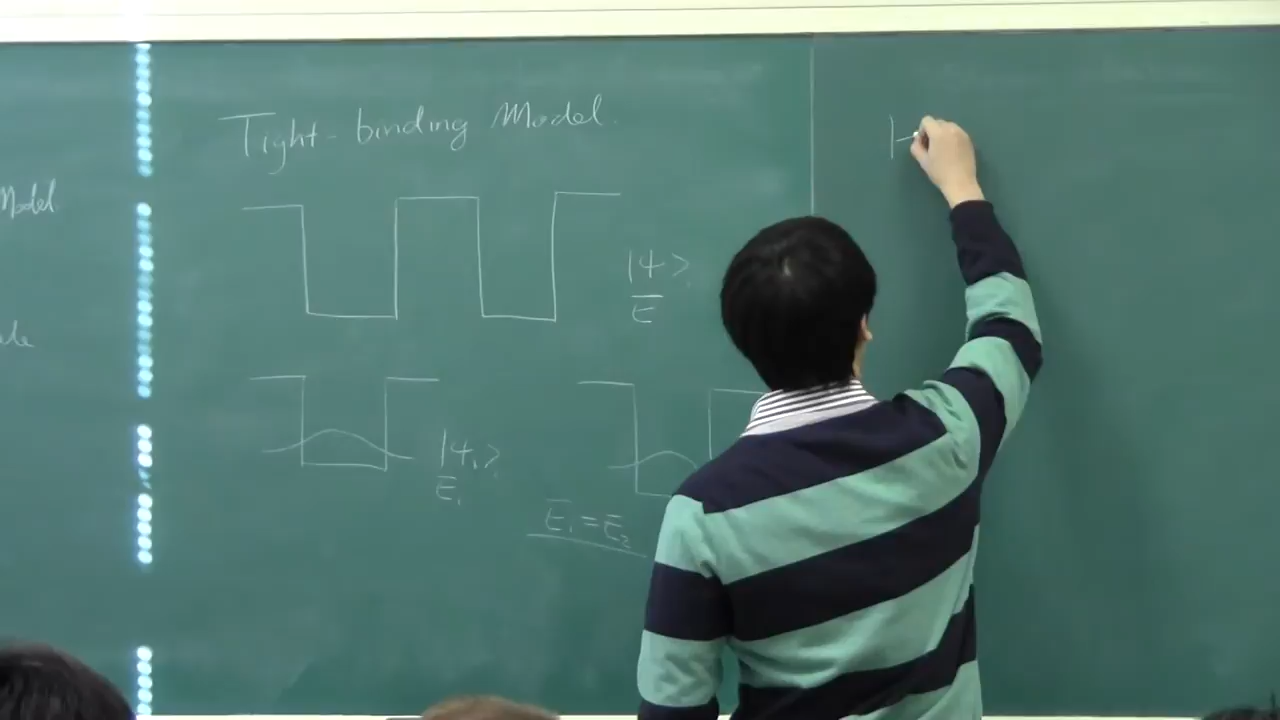 Model
Tight-binding Model.
|ψ>
E
|ψ₁>
E₁
E₁=E₂